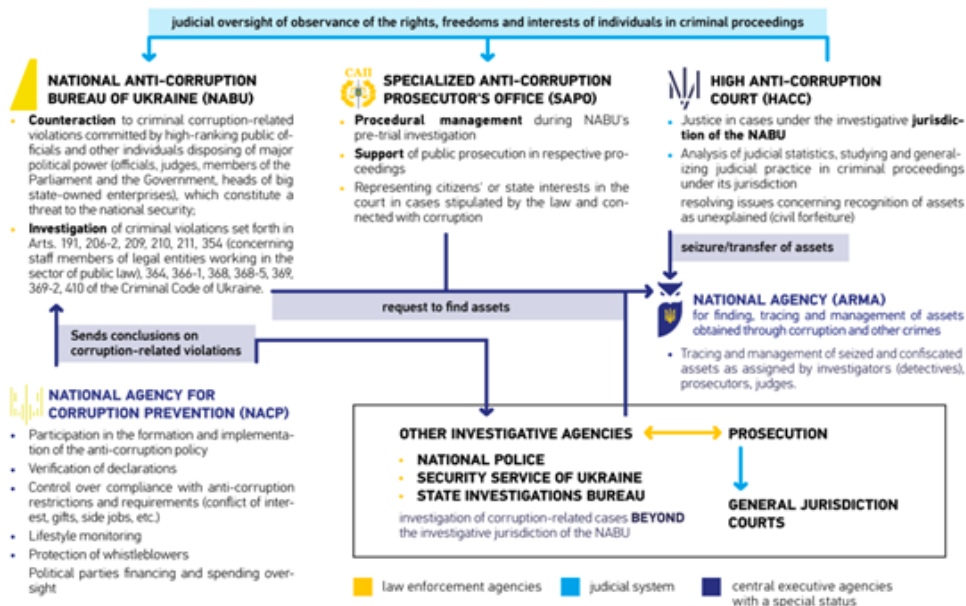 judicial oversight of observance of the rights, freedoms and interests of individuals in criminal proceedings
NATIONAL ANTI-CORRUPTION
BUREAU OF UKRAINE (NABU)
• Counteraction to criminal corruption-related
violations committed by high-ranking public of-
ficials and other individuals disposing of major
political power (officials, judges, members of the
Parliament and the Government, heads of big
state-owned enterprises), which constitute a
threat to the national security;
• Investigation of criminal violations set forth in
Arts. 191, 206-2, 209, 210, 211, 354 (concerning
staff members of legal entities working in the
sector of public law), 364, 366-1, 368, 368-5, 369,
369-2, 410 of the Criminal Code of Ukraine.
САП
SPECIALIZED ANTI-CORRUPTION
PROSECUTOR'S OFFICE (SAPO)
• Procedural management during NABU's
pre-trial investigation
• Support of public prosecution in respective pro-
ceedings
• Representing citizens' or state interests in the
court in cases stipulated by the law and con-
nected with corruption
HIGH ANTI-CORRUPTION
COURT (HACC)
• Justice in cases under the investigative jurisdic-
tion of the NABU
• Analysis of judicial statistics, studying and general-
izing judicial practice in criminal proceedings
under its jurisdiction
resolving issues concerning recognition of assets
as unexplained (civil forfeiture)
seizure/transfer of assets
request to find assets
NATIONAL AGENCY (ARMA)
for finding, tracing and management of assets
obtained through corruption and other crimes
• Tracing and management of seized and confiscated
assets as assigned by investigators (detectives),
prosecutors, judges.
Sends conclusions on
corruption-related violations
NATIONAL AGENCY FOR
CORRUPTION PREVENTION (NACP)
• Participation in the formation and implementa-
tion of the anti-corruption policy
• Verification of declarations
• Control over compliance with anti-corruption
restrictions and requirements (conflict of inter-
est, gifts, side jobs, etc.)
• Lifestyle monitoring
• Protection of whistleblowers
Political parties financing and spending over-
sight
OTHER INVESTIGATIVE AGENCIES
• NATIONAL POLICE
• SECURITY SERVICE OF UKRAINE
• STATE INVESTIGATIONS BUREAU
investigation of corruption-related cases BEYOND
the investigative jurisdiction of the NABU
PROSECUTION
GENERAL JURISDICTION
COURTS
law enforcement agencies
judicial system
central executive agencies
with a special status